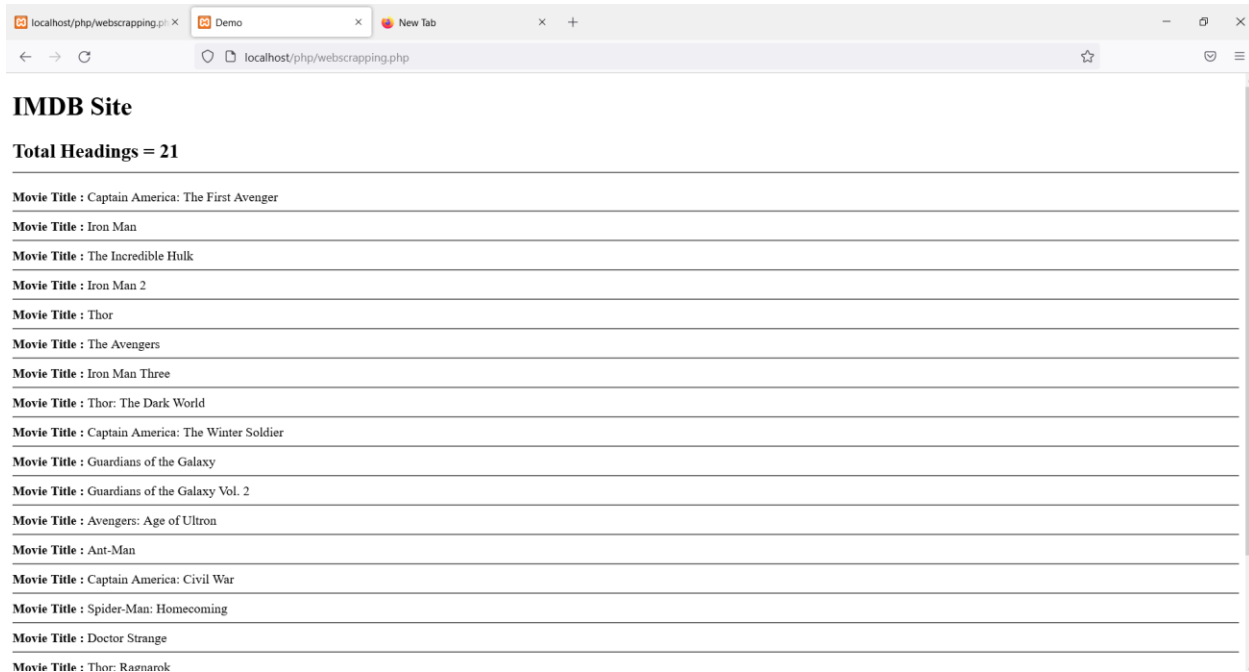 localhost/php/webscrapping.ph
Demo
New Tab
localhost/php/webscrapping.php
IMDB Site
Total Headings = 21
Movie Title : Captain America: The First Avenger
Movie Title : Iron Man
Movie Title : The Incredible Hulk
Movie Title : Iron Man 2
Movie Title : Thor
Movie Title : The Avengers
Movie Title : Iron Man Three
Movie Title : Thor: The Dark World
Movie Title : Captain America: The Winter Soldier
Movie Title : Guardians of the Galaxy
Movie Title : Guardians of the Galaxy Vol. 2
Movie Title : Avengers: Age of Ultron
Movie Title : Ant-Man
Movie Title : Captain America: Civil War
Movie Title : Spider-Man: Homecoming
Movie Title : Doctor Strange
Movie Title : Thor: Ragnarok